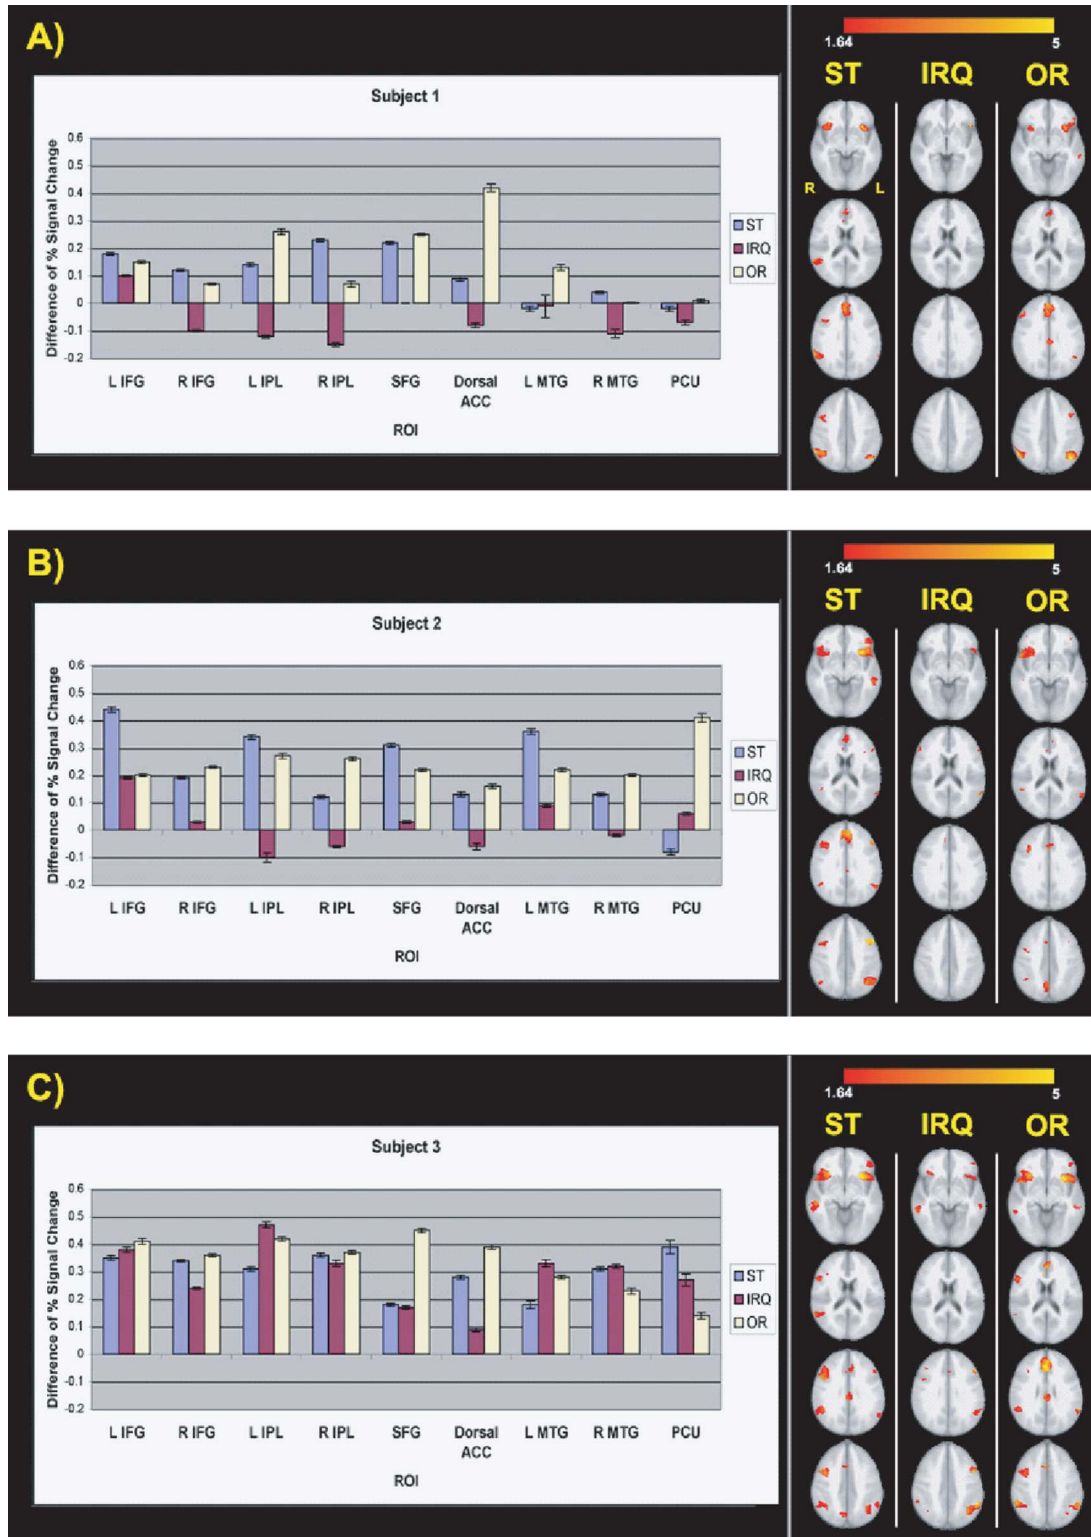 A)
Subject 1
Difference of % Signal Change
0.6
0.5
0.4
0.3
0.2
0.1
0
-0.1
-0.2
L IFG R IFG L IPL R IPL SFG Dorsal ACC L MTG R MTG PCU
ROI
ST
IRQ
OR
1.64 5
ST IRQ OR
R L
B)
Subject 2
Difference of % Signal Change
0.6
0.5
0.4
0.3
0.2
0.1
0
-0.1
-0.2
L IFG R IFG L IPL R IPL SFG Dorsal ACC L MTG R MTG PCU
ROI
ST
IRQ
OR
1.64 5
ST IRQ OR
C)
Subject 3
Difference of % Signal Change
0.6
0.5
0.4
0.3
0.2
0.1
0
-0.1
-0.2
L IFG R IFG L IPL R IPL SFG Dorsal ACC L MTG R MTG PCU
ROI
ST
IRQ
OR
1.64 5
ST IRQ OR